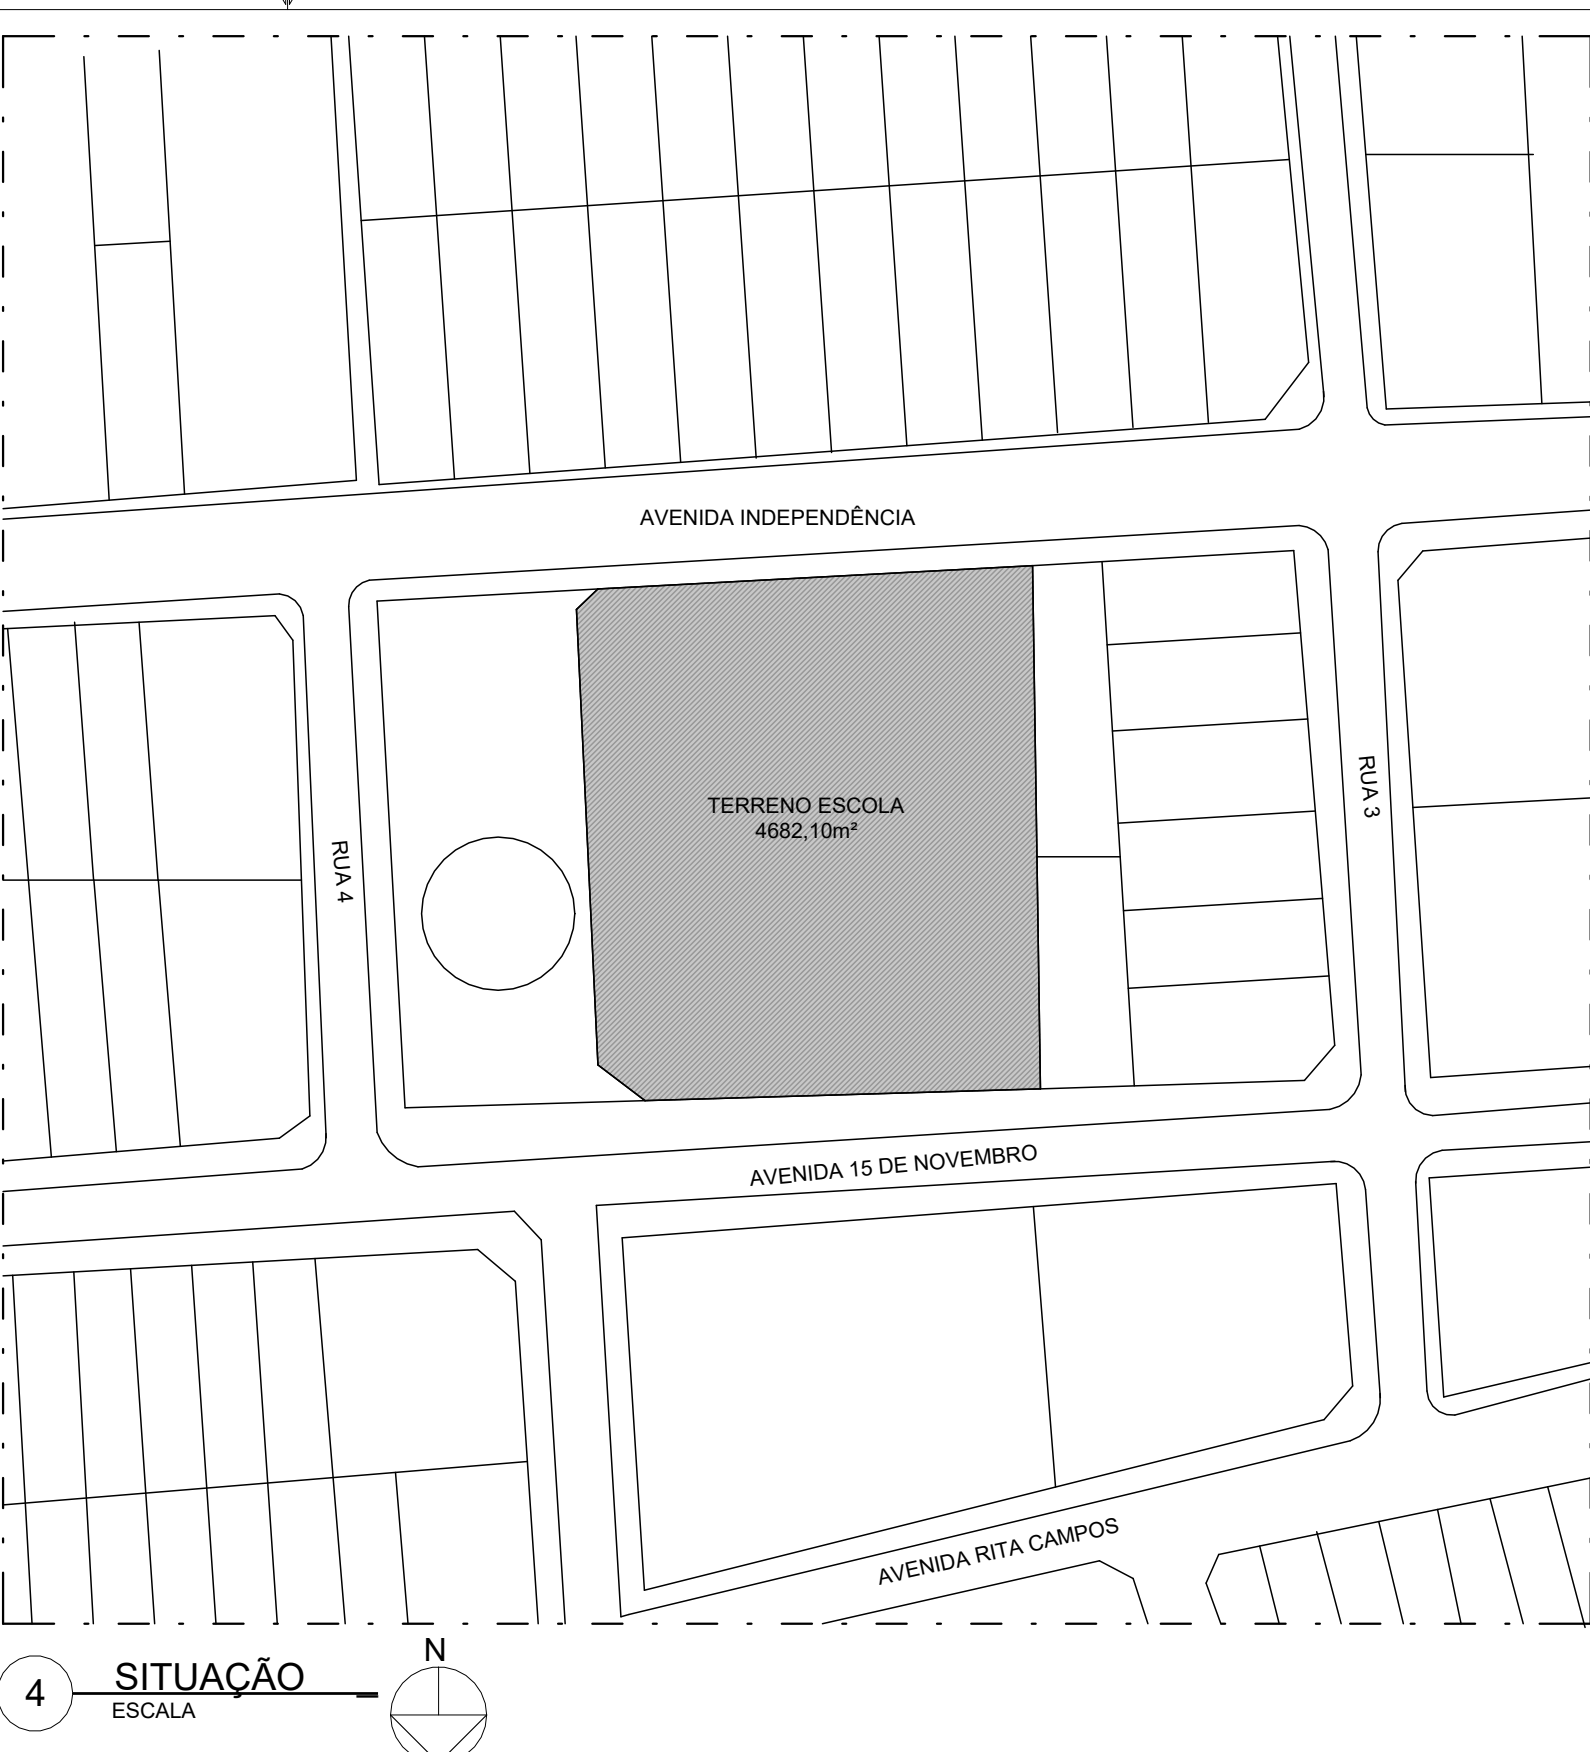 AVENIDA INDEPENDÊNCIA
TERRENO ESCOLA
4682,10m²
RUA 3
RUA 4
AVENIDA 15 DE NOVEMBRO
AVENIDA RITA CAMPOS
N
4
SITUAÇÃO
ESCALA